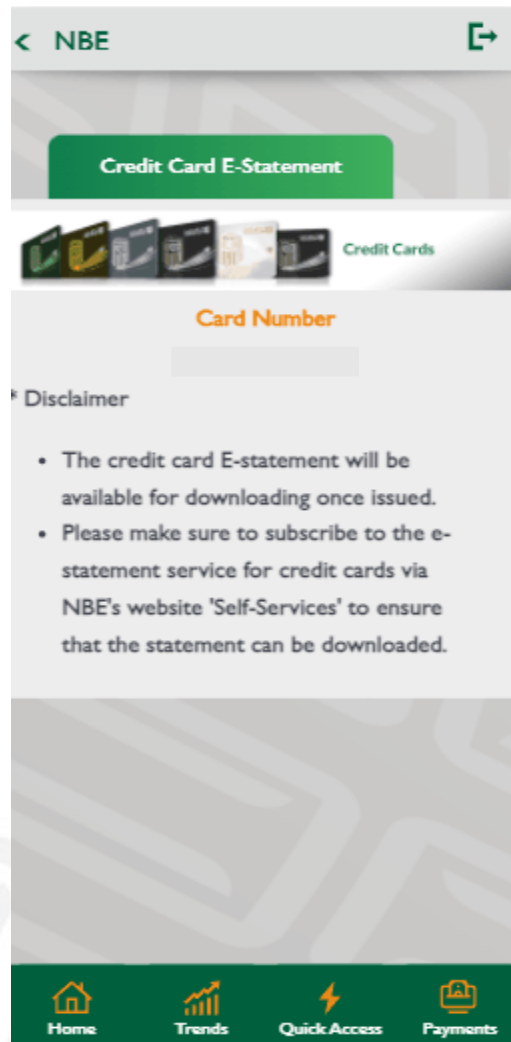 NBE
Credit Card E-Statement
Credit Cards
Card Number
* Disclaimer
• The credit card E-statement will be
available for downloading once issued.
• Please make sure to subscribe to the e-
statement service for credit cards via
NBE's website 'Self-Services' to ensure
that the statement can be downloaded.
Home Trends Quick Access Payments